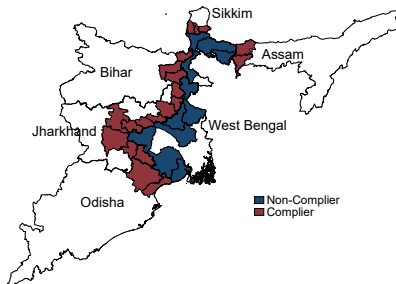 Sikkim
Assam
Bihar
Jharkhand
West Bengal
Odisha
Non-Complier
Complier